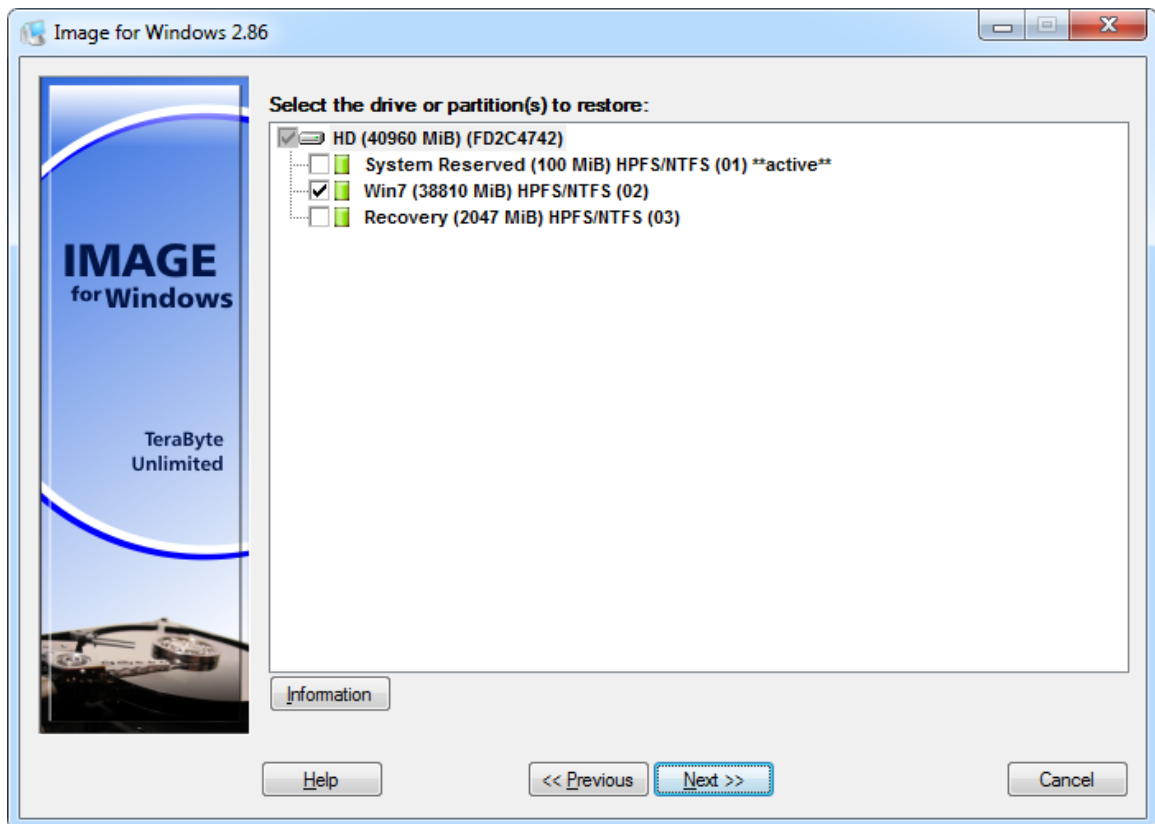 Image for Windows 2.86
Select the drive or partition(s) to restore:
HD (40960 MiB) (FD2C4742)
System Reserved (100 MiB) HPFS/NTFS (01) **active**
Win7 (38810 MiB) HPFS/NTFS (02)
Recovery (2047 MiB) HPFS/NTFS (03)
IMAGE
for Windows
TeraByte
Unlimited
Information
Help
<< Previous
Next >>
Cancel